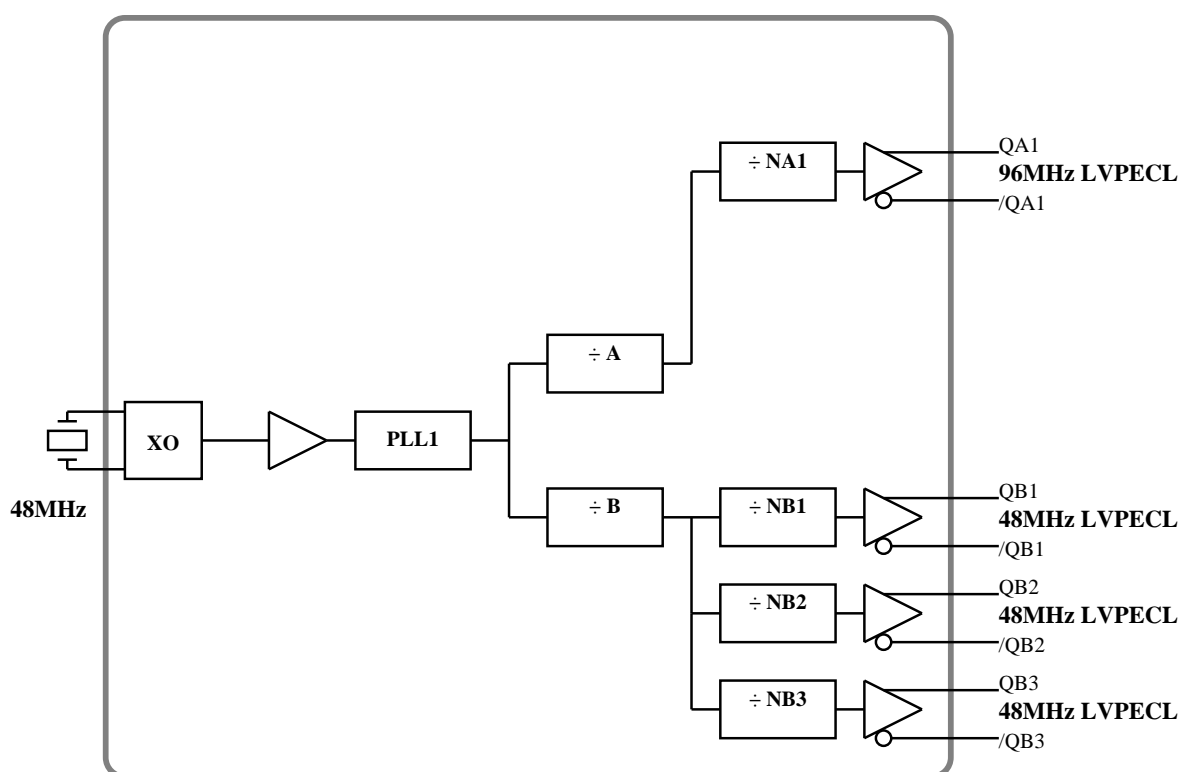 ÷ NA1
QA1
96MHz LVPECL
/QA1
÷ A
XO
PLL1
48MHz
÷ B
÷ NB1
QB1
48MHz LVPECL
/QB1
÷ NB2
QB2
48MHz LVPECL
/QB2
÷ NB3
QB3
48MHz LVPECL
/QB3